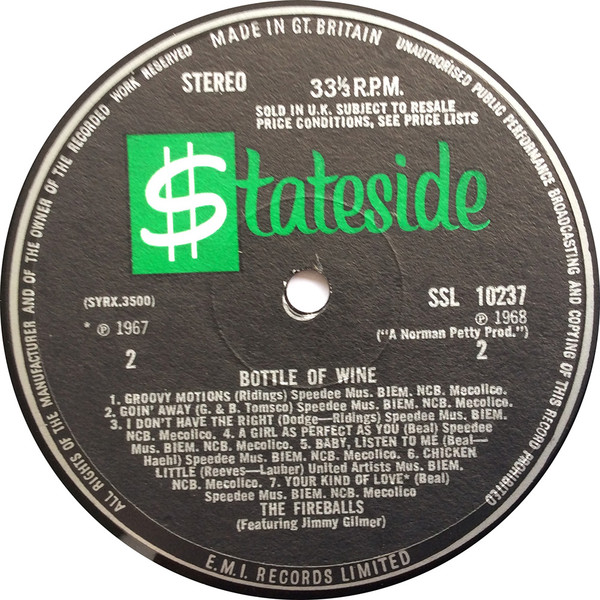 MADE IN GT. BRITAIN
UNAUTHORISED PUBLIC PERFORMANCE BROADCASTING AND COPYING OF THIS RECORD PROHIBITED
ALL RIGHTS OF THE MANUFACTURER AND OF THE OWNER OF THE RECORDED WORK RESERVED
STEREO
33⅓ R.P.M.
SOLD IN U.K. SUBJECT TO RESALE
PRICE CONDITIONS, SEE PRICE LISTS
$tateside
(SYRX.3500)
* ℗ 1967
2
SSL 10237
℗ 1968
("A Norman Petty Prod.")
2
BOTTLE OF WINE
1. GROOVY MOTIONS (Ridings) Speedee Mus. BIEM. NCB. Mecolico.
2. GOIN' AWAY (G. & B. Tomsco) Speedee Mus. BIEM. NCB. Mecolico.
3. I DON'T HAVE THE RIGHT (Dodge—Ridings) Speedee Mus. BIEM.
NCB. Mecolico. 4. A GIRL AS PERFECT AS YOU (Beal) Speedee
Mus. BIEM. NCB. Mecolico. 5. BABY, LISTEN TO ME (Beal—
Haehl) Speedee Mus. BIEM. NCB. Mecolico. 6. CHICKEN
LITTLE (Reeves—Lauber) United Artists Mus. BIEM.
NCB. Mecolico. 7. YOUR KIND OF LOVE* (Beal)
Speedee Mus. BIEM. NCB. Mecolico
THE FIREBALLS
(Featuring Jimmy Gilmer)
E.M.I. RECORDS LIMITED